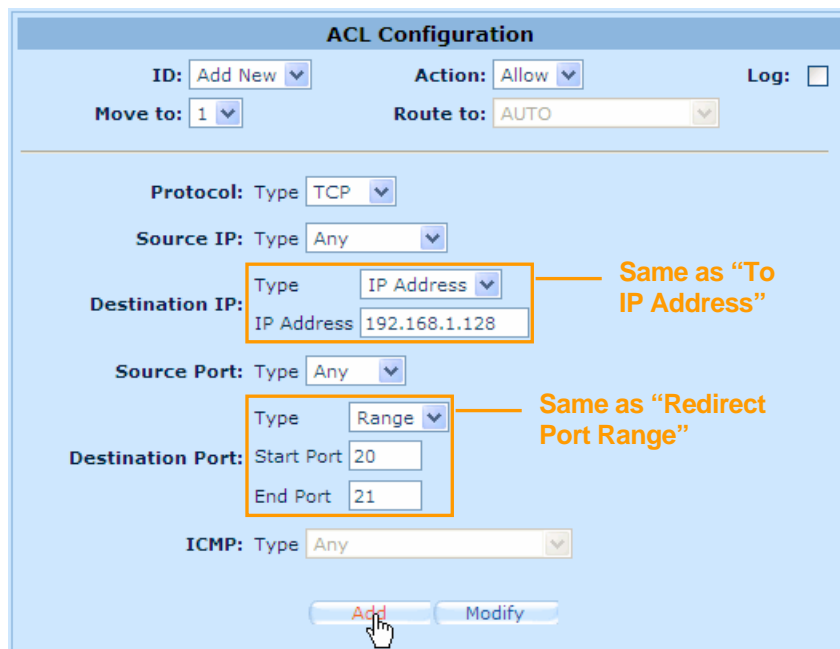 ACL Configuration
ID: Add New Action: Allow Log:
Move to: 1 Route to: AUTO
Protocol: Type TCP
Source IP: Type Any
Destination IP: Type IP Address
IP Address 192.168.1.128
Same as “To
IP Address”
Source Port: Type Any
Destination Port: Type Range
Start Port 20
End Port 21
Same as “Redirect
Port Range”
ICMP: Type Any
Add Modify